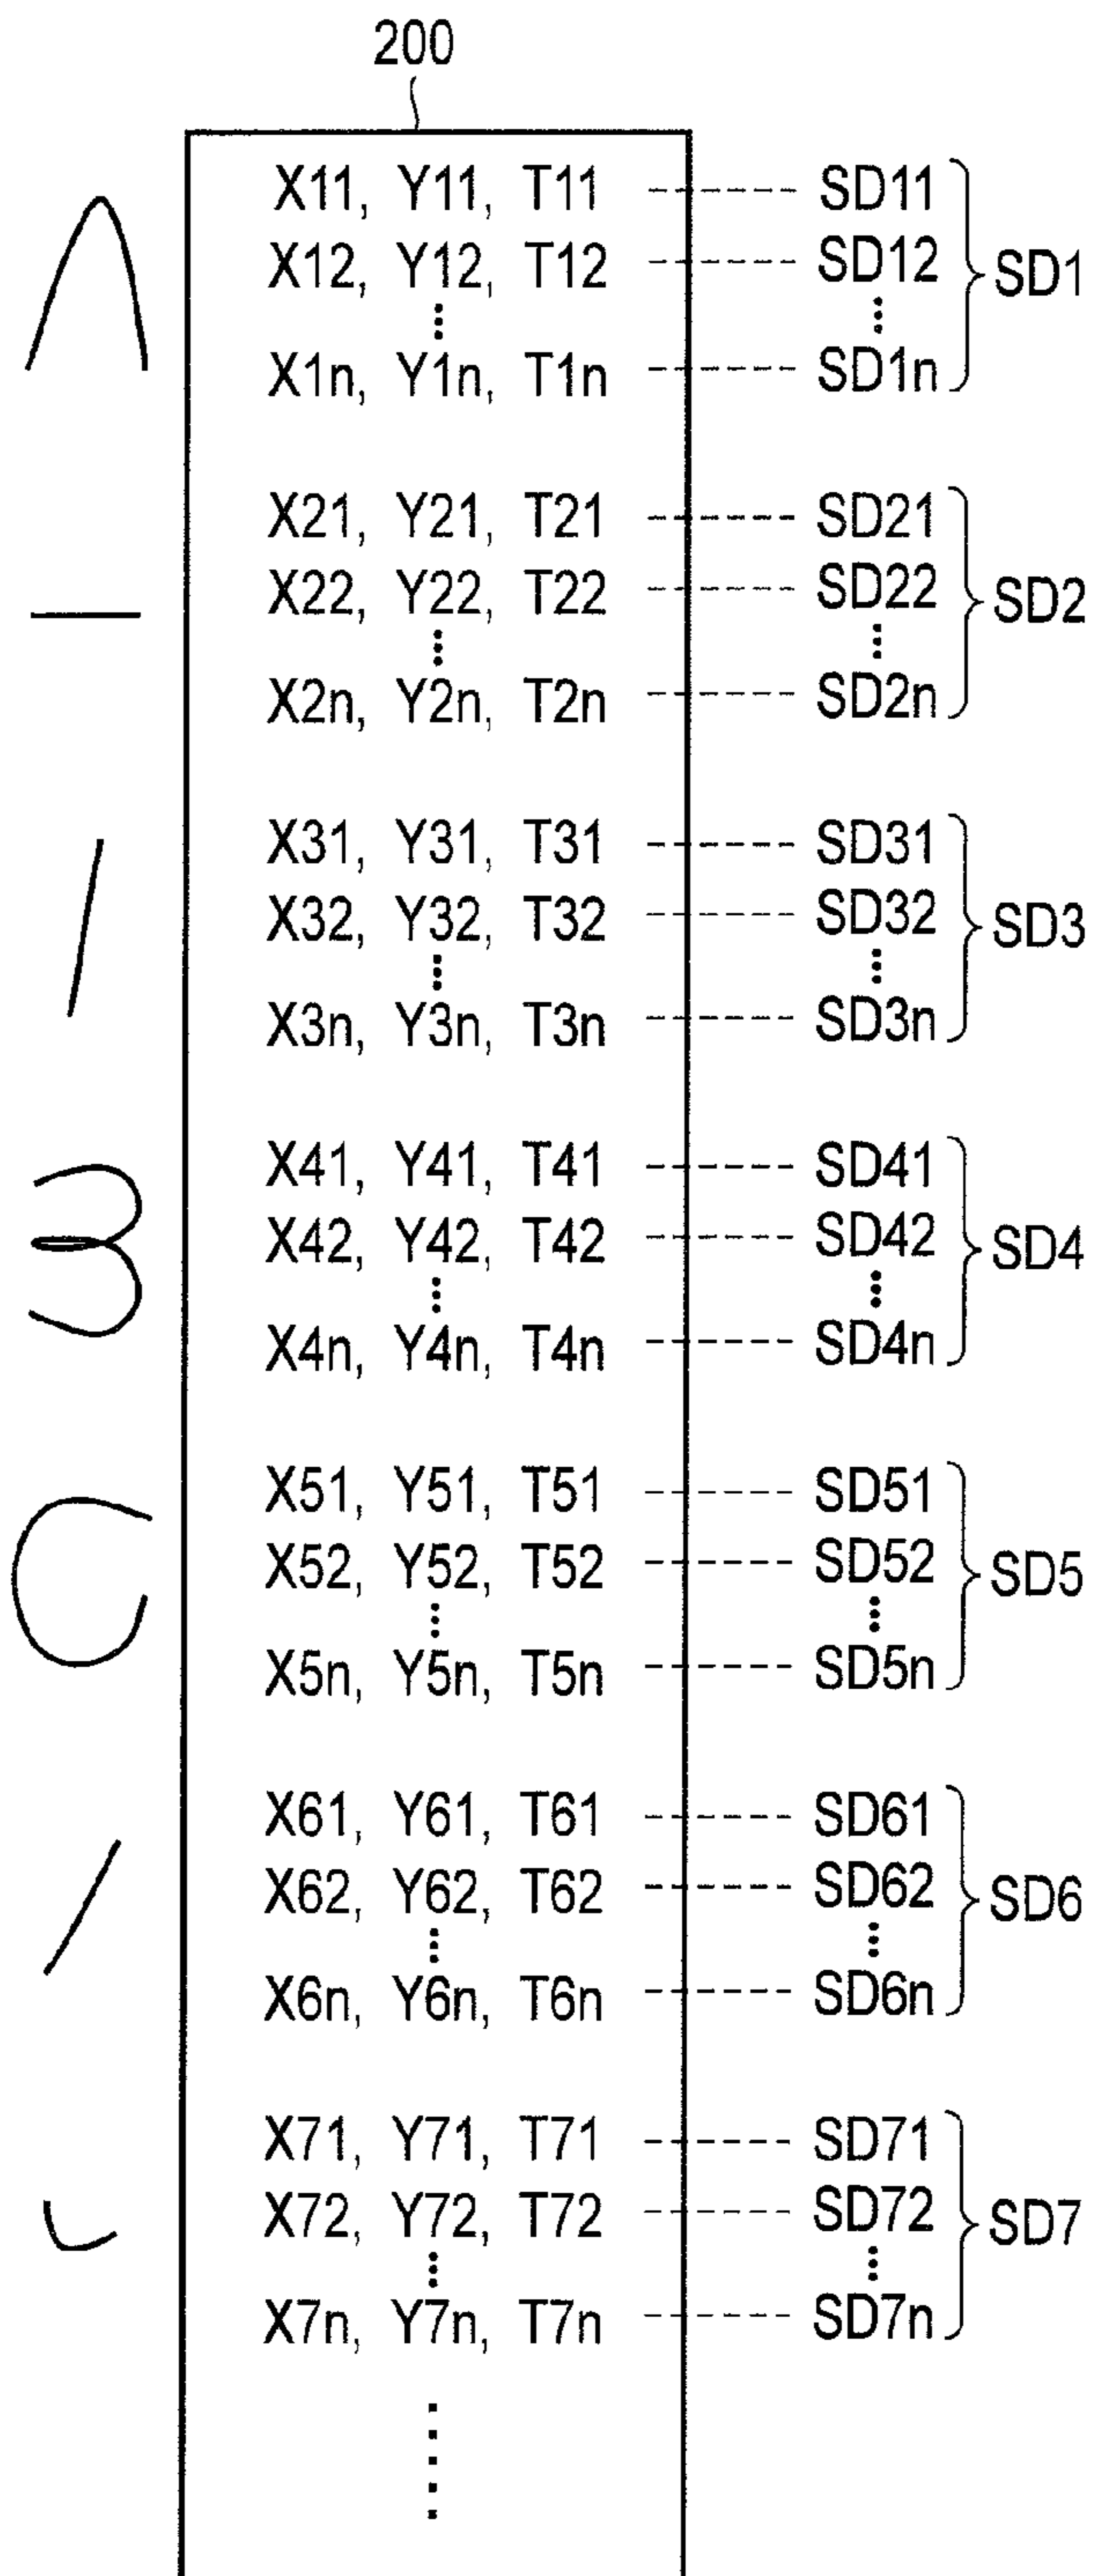 200
X11, Y11, T11 SD11
X12, Y12, T12 SD12 SD1
X1n, Y1n, T1n SD1n
X21, Y21, T21 SD21
X22, Y22, T22 SD22 SD2
X2n, Y2n, T2n SD2n
X31, Y31, T31 SD31
X32, Y32, T32 SD32 SD3
X3n, Y3n, T3n SD3n
X41, Y41, T41 SD41
X42, Y42, T42 SD42 SD4
X4n, Y4n, T4n SD4n
X51, Y51, T51 SD51
X52, Y52, T52 SD52 SD5
X5n, Y5n, T5n SD5n
X61, Y61, T61 SD61
X62, Y62, T62 SD62 SD6
X6n, Y6n, T6n SD6n
X71, Y71, T71 SD71
X72, Y72, T72 SD72 SD7
X7n, Y7n, T7n SD7n